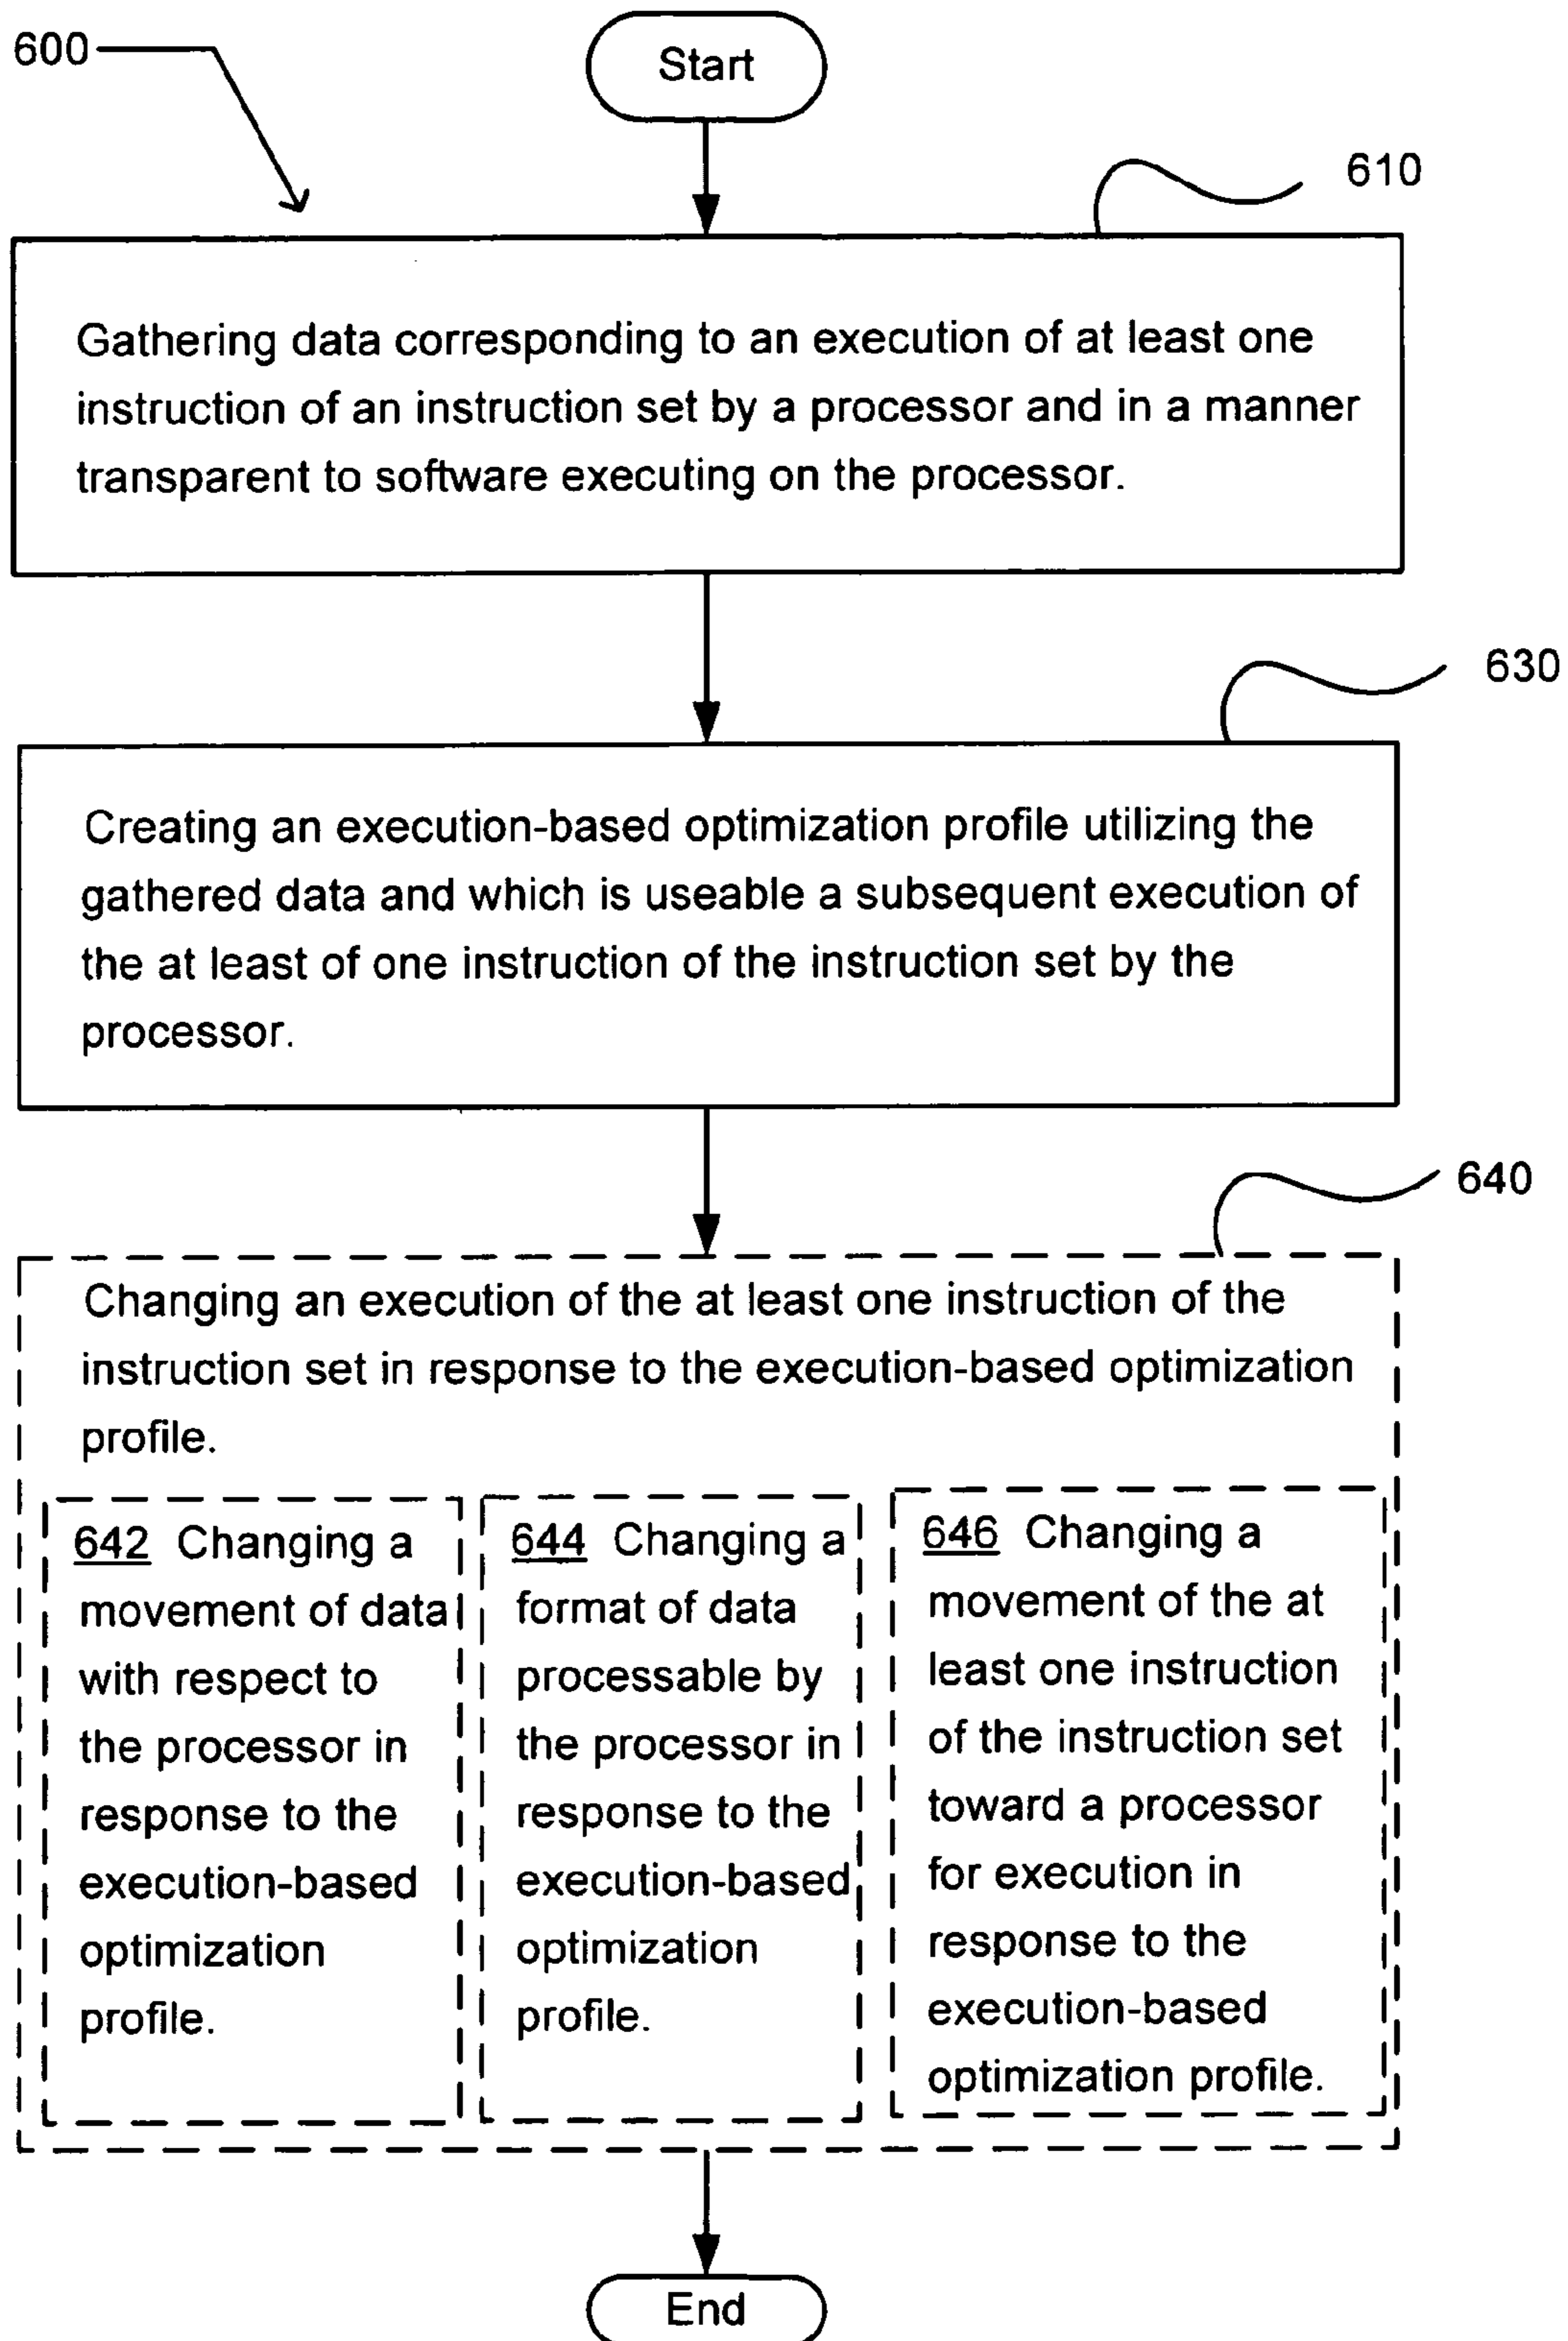 600
Start
610
Gathering data corresponding to an execution of at least one
instruction of an instruction set by a processor and in a manner
transparent to software executing on the processor.
630
Creating an execution-based optimization profile utilizing the
gathered data and which is useable a subsequent execution of
the at least of one instruction of the instruction set by the
processor.
640
Changing an execution of the at least one instruction of the
instruction set in response to the execution-based optimization
profile.
642 Changing a
movement of data
with respect to
the processor in
response to the
execution-based
optimization
profile.
644 Changing a
format of data
processable by
the processor in
response to the
execution-based
optimization
profile.
646 Changing a
movement of the at
least one instruction
of the instruction set
toward a processor
for execution in
response to the
execution-based
optimization profile.
End